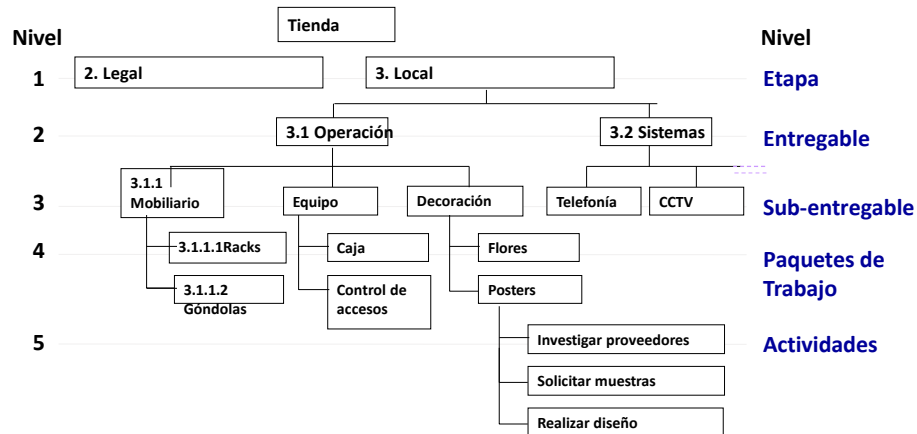 Tienda
Nivel
Nivel
1
2. Legal
3. Local
Etapa
2
3.1 Operación
3.2 Sistemas
Entregable
3.1.1
Mobiliario
Equipo
Decoración
Telefonía
CCTV
3
Sub-entregable
3.1.1.1Racks
Caja
Flores
4
Paquetes de
Trabajo
3.1.1.2
Góndolas
Control de
accesos
Posters
5
Investigar proveedores
Actividades
Solicitar muestras
Realizar diseño